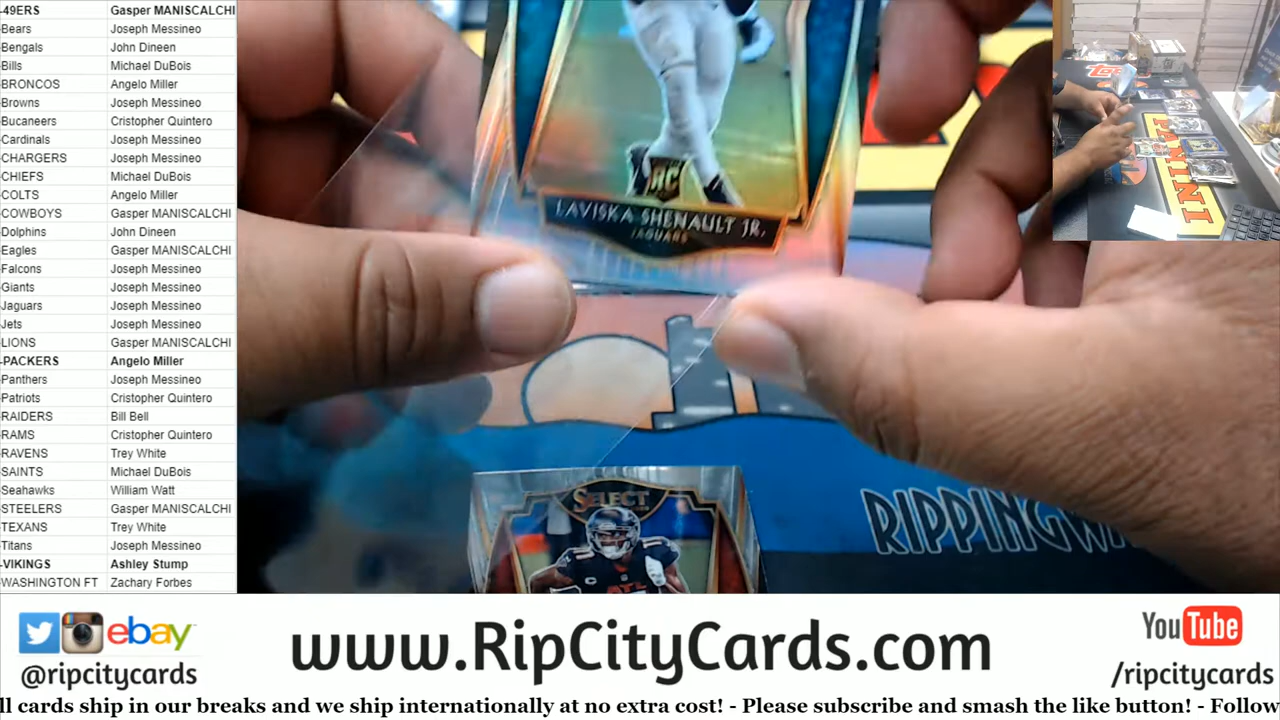 -49ERS Gasper MANISCALCHI
-Bears Joseph Messineo
-Bengals John Dineen
-Bills Michael DuBois
-BRONCOS Angelo Miller
-Browns Joseph Messineo
-Bucaneers Cristopher Quintero
-Cardinals Joseph Messineo
-CHARGERS Joseph Messineo
-CHIEFS Michael DuBois
-COLTS Angelo Miller
-COWBOYS Gasper MANISCALCHI
-Dolphins John Dineen
-Eagles Gasper MANISCALCHI
-Falcons Joseph Messineo
-Giants Joseph Messineo
-Jaguars Joseph Messineo
-Jets Joseph Messineo
-LIONS Gasper MANISCALCHI
-PACKERS Angelo Miller
-Panthers Joseph Messineo
-Patriots Cristopher Quintero
-RAIDERS Bill Bell
-RAMS Cristopher Quintero
-RAVENS Trey White
-SAINTS Michael DuBois
-Seahawks William Watt
-STEELERS Gasper MANISCALCHI
-TEXANS Trey White
-Titans Joseph Messineo
-VIKINGS Ashley Stump
-WASHINGTON FT Zachary Forbes
RC
LAVISKA SHENAULT JR.
JAGUARS
SELECT
ATL
RIPPINGW
Topps
PANINI
ebay
@ripcitycards
www.RipCityCards.com
YouTube
/ripcitycards
ll cards ship in our breaks and we ship internationally at no extra cost! - Please subscribe and smash the like button! - Follow